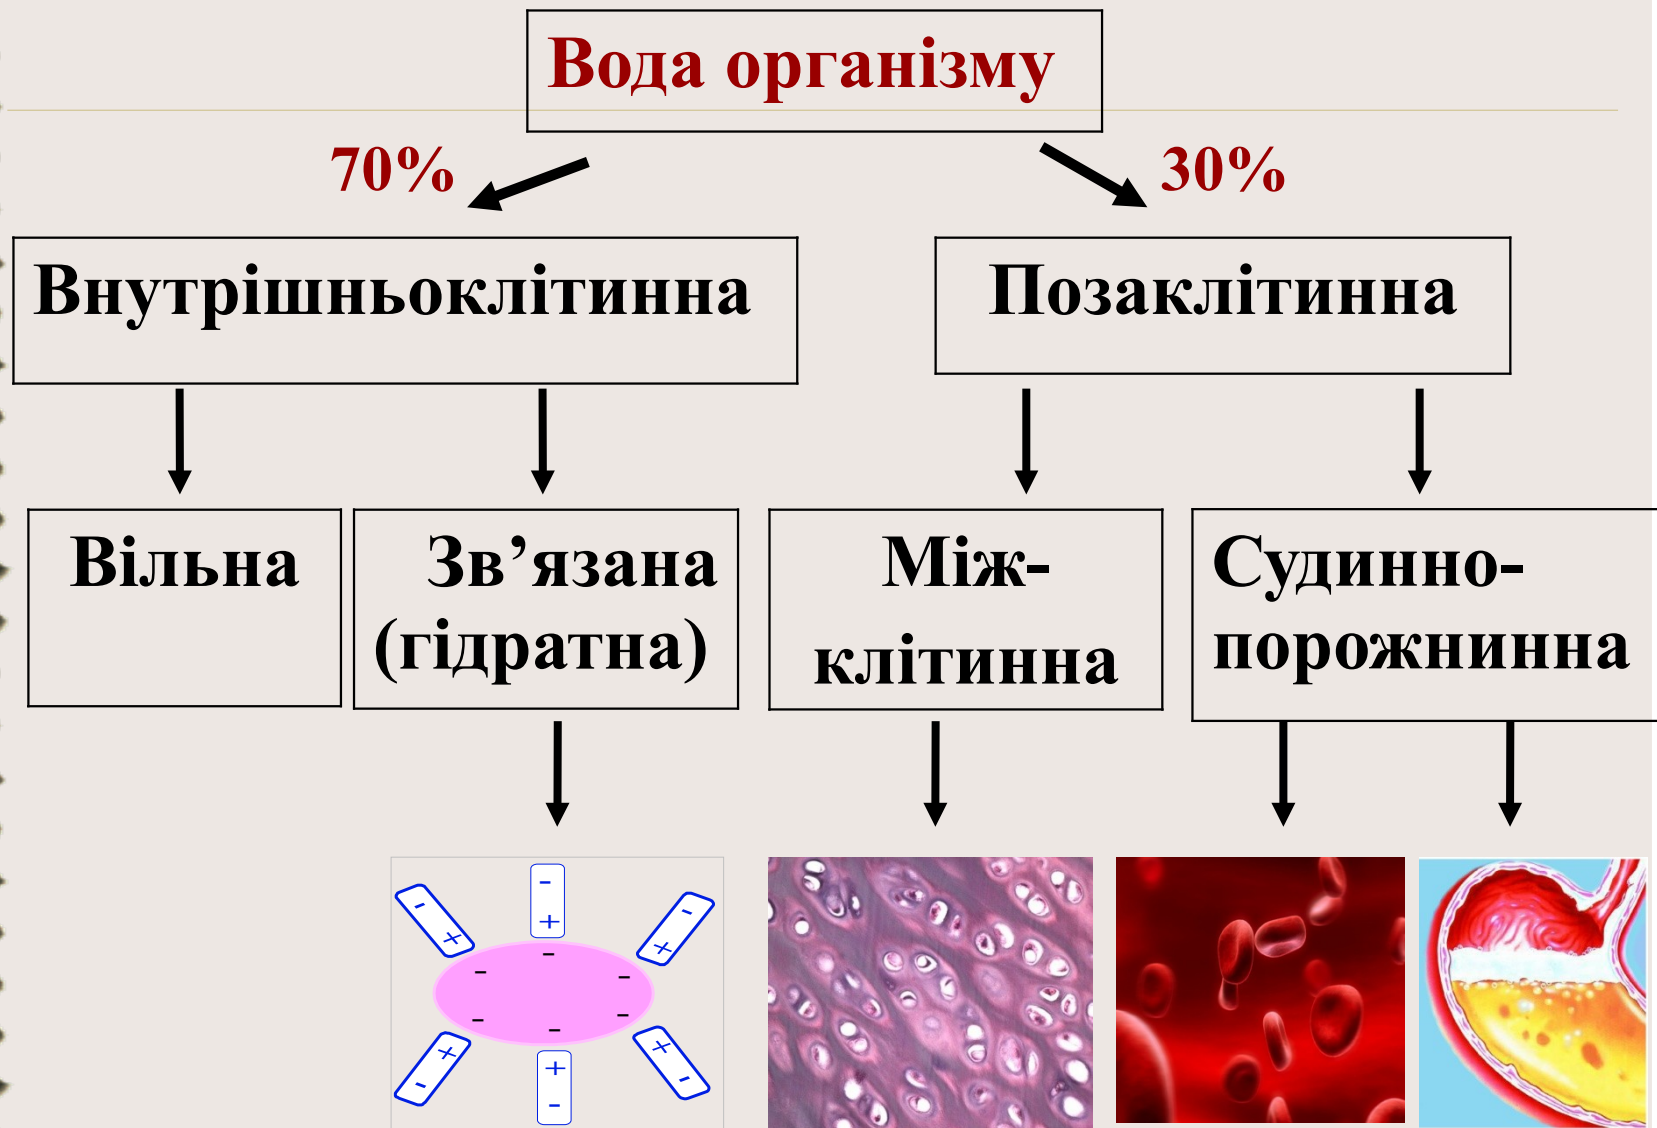 Вода організму
70%
30%
Внутрішньоклітинна
Позаклітинна
Вільна
Зв’язана
(гідратна)
Між-
клітинна
Судинно-
порожнинна